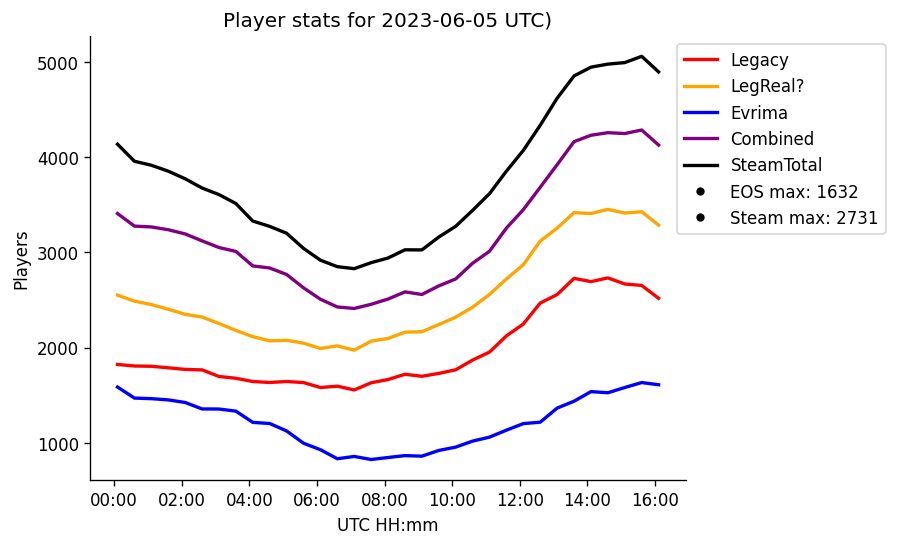 Player stats for 2023-06-05 UTC)
Players
5000
4000
3000
2000
1000
00:00 02:00 04:00 06:00 08:00 10:00 12:00 14:00 16:00
UTC HH:mm
Legacy
LegReal?
Evrima
Combined
SteamTotal
EOS max: 1632
Steam max: 2731